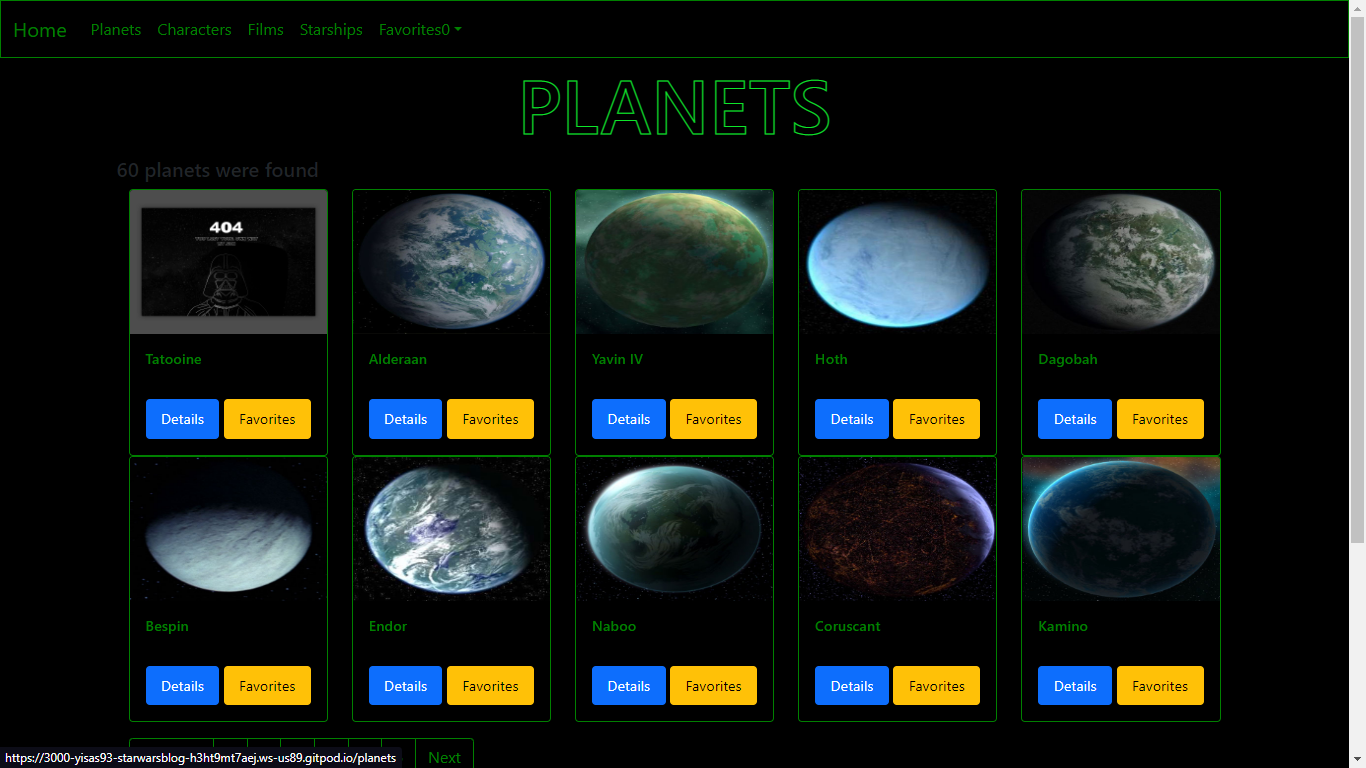 Home Planets Characters Films Starships Favorites0
PLANETS
60 planets were found
404
Tatooine Alderaan Yavin IV Hoth Dagobah
Details Favorites Details Favorites Details Favorites Details Favorites Details Favorites
Bespin Endor Naboo Coruscant Kamino
Details Favorites Details Favorites Details Favorites Details Favorites Details Favorites
Next
https://3000-yisas93-starwarsblog-h3ht9mt7aej.ws-us89.gitpod.io/planets